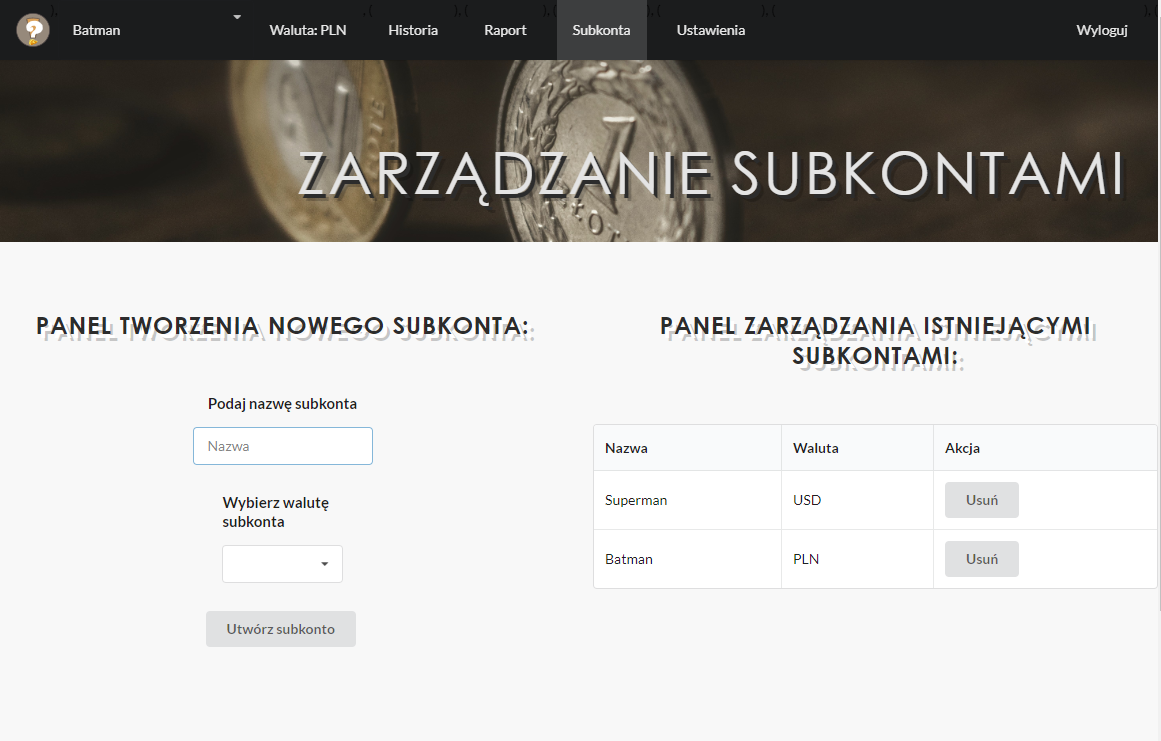 ), , ( ), ( ), ( ), ( ), ( ), (
Batman Waluta: PLN Historia Raport Subkonta Ustawienia Wyloguj
ZARZĄDZANIE SUBKONTAMI
PANEL TWORZENIA NOWEGO SUBKONTA:
Podaj nazwę subkonta
Nazwa
Wybierz walutę
subkonta
Utwórz subkonto
PANEL ZARZĄDZANIA ISTNIEJĄCYMI
SUBKONTAMI:
Nazwa Waluta Akcja
Superman USD Usuń
Batman PLN Usuń